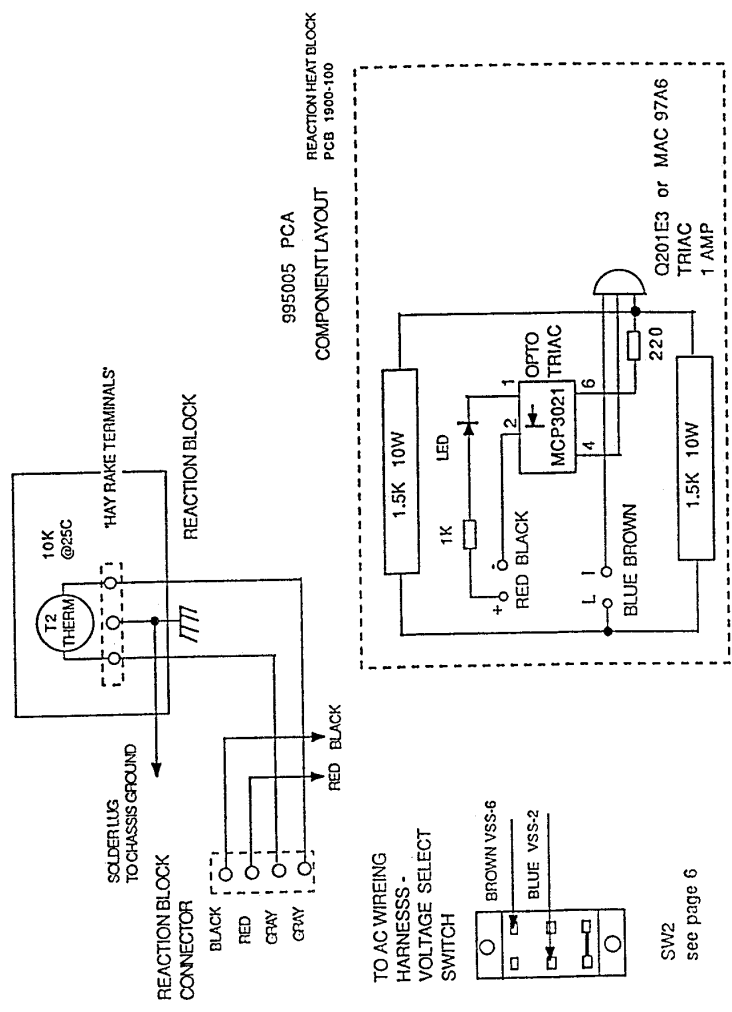 T2
THERM
10K
@25C
"HAY RAKE TERMINALS"
REACTION BLOCK
SOLDER LUG
TO CHASSIS GROUND
REACTION BLOCK
CONNECTOR
BLACK
RED
GRAY
GRAY
RED
BLACK
995005 PCA
COMPONENT LAYOUT
REACTION HEAT BLOCK
PCB 1900-100
1.5K 10W
LED
1K
+
-
RED BLACK
1
2
MCP3021
OPTO
TRIAC
4
6
L
I
BLUE BROWN
220
1.5K 10W
Q201E3 or MAC 97A6
TRIAC
1 AMP
TO AC WIREING
HARNESSS -
VOLTAGE SELECT
SWITCH
BROWN VSS-6
BLUE VSS-2
SW2
see page 6